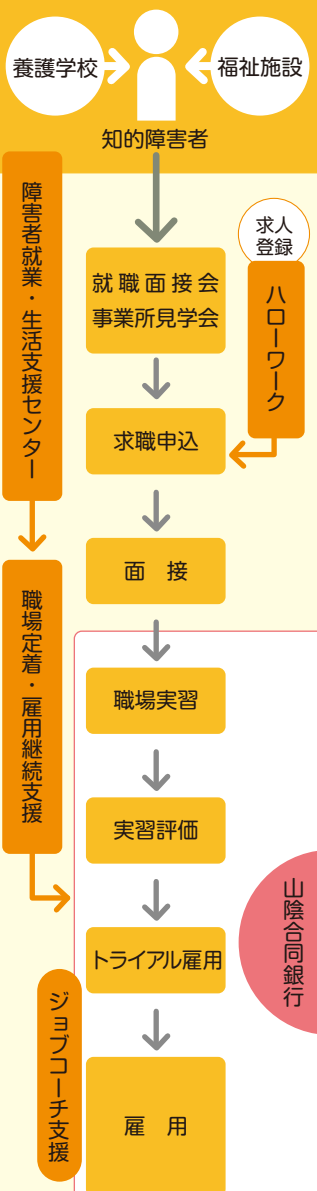 養護学校
福祉施設
知的障害者
障害者就業・生活支援センター
求人
登録
ハローワーク
就職面接会
事業所見学会
求職申込
面接
職場定着・雇用継続支援
職場実習
実習評価
山陰合同銀行
トライアル雇用
ジョブコーチ支援
雇用